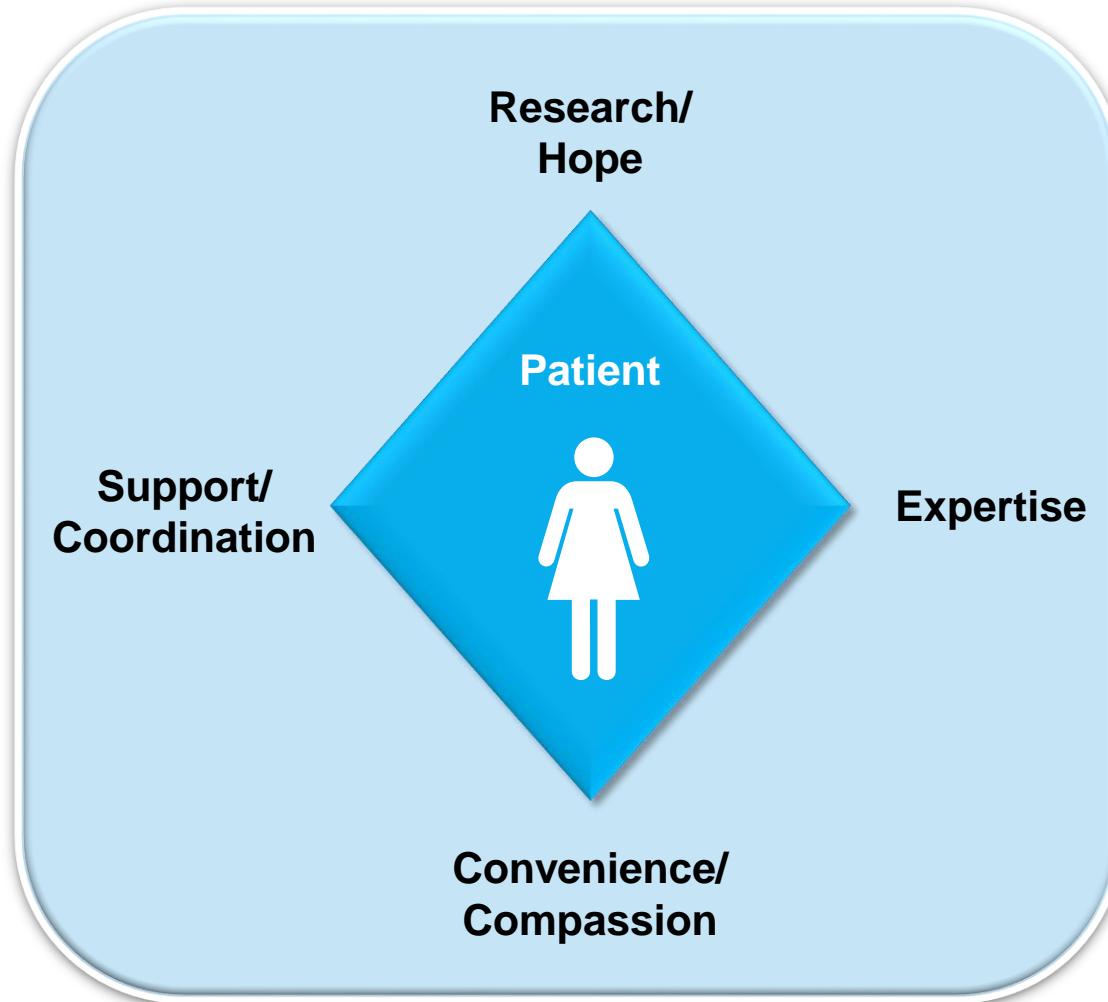 Research/
Hope
Patient
Support/
Coordination
Expertise
Convenience/
Compassion